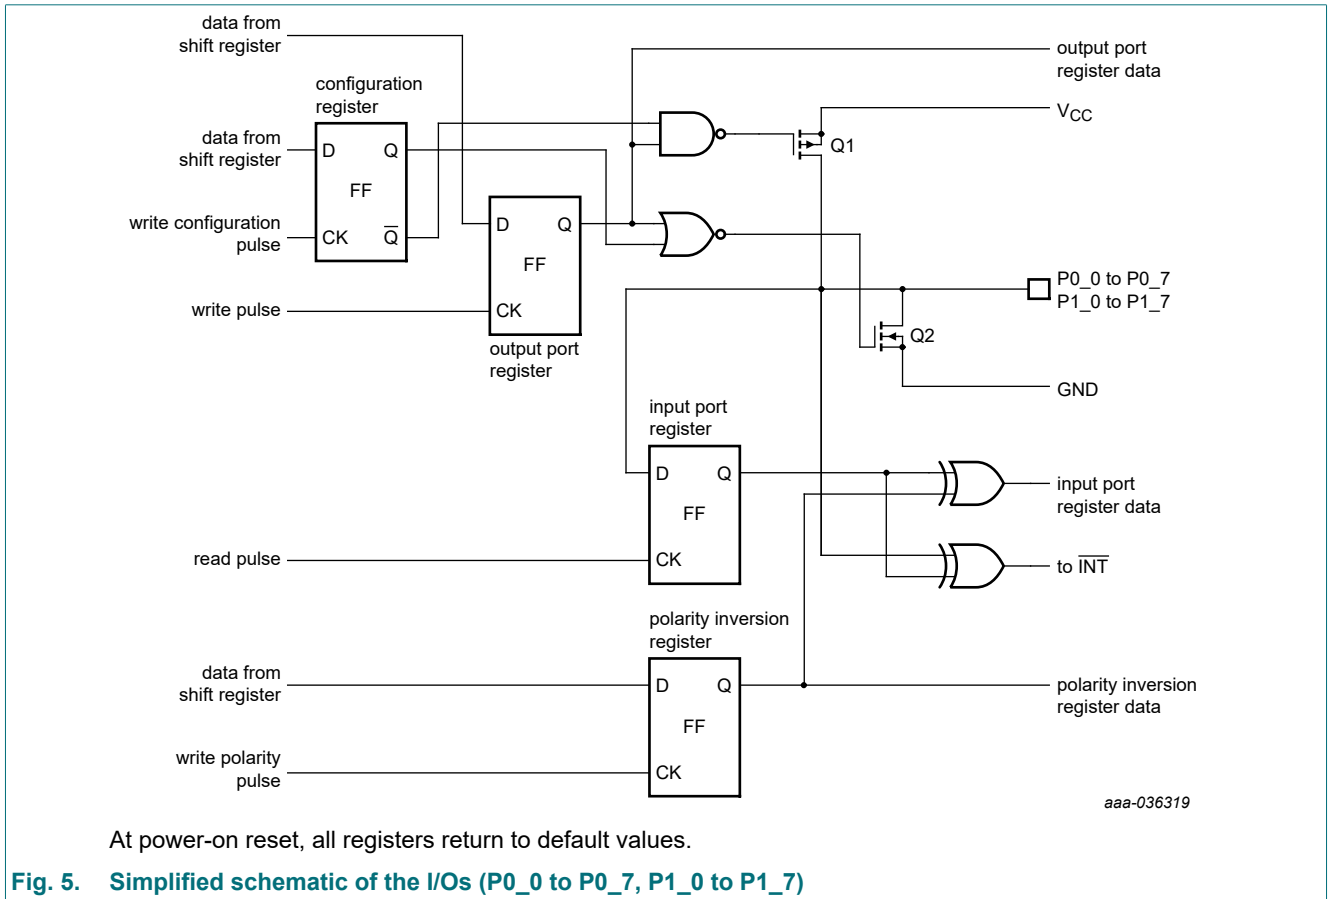 data from
shift register
output port
register data
configuration
register
VCC
data from
shift register
D
Q
Q1
FF
write configuration
pulse
CK
Q
D
Q
FF
P0_0 to P0_7
P1_0 to P1_7
write pulse
CK
Q2
output port
register
GND
input port
register
D
Q
input port
register data
FF
read pulse
CK
to INT
polarity inversion
register
data from
shift register
D
Q
polarity inversion
register data
FF
write polarity
pulse
CK
aaa-036319
At power-on reset, all registers return to default values.
Fig. 5. Simplified schematic of the I/Os (P0_0 to P0_7, P1_0 to P1_7)